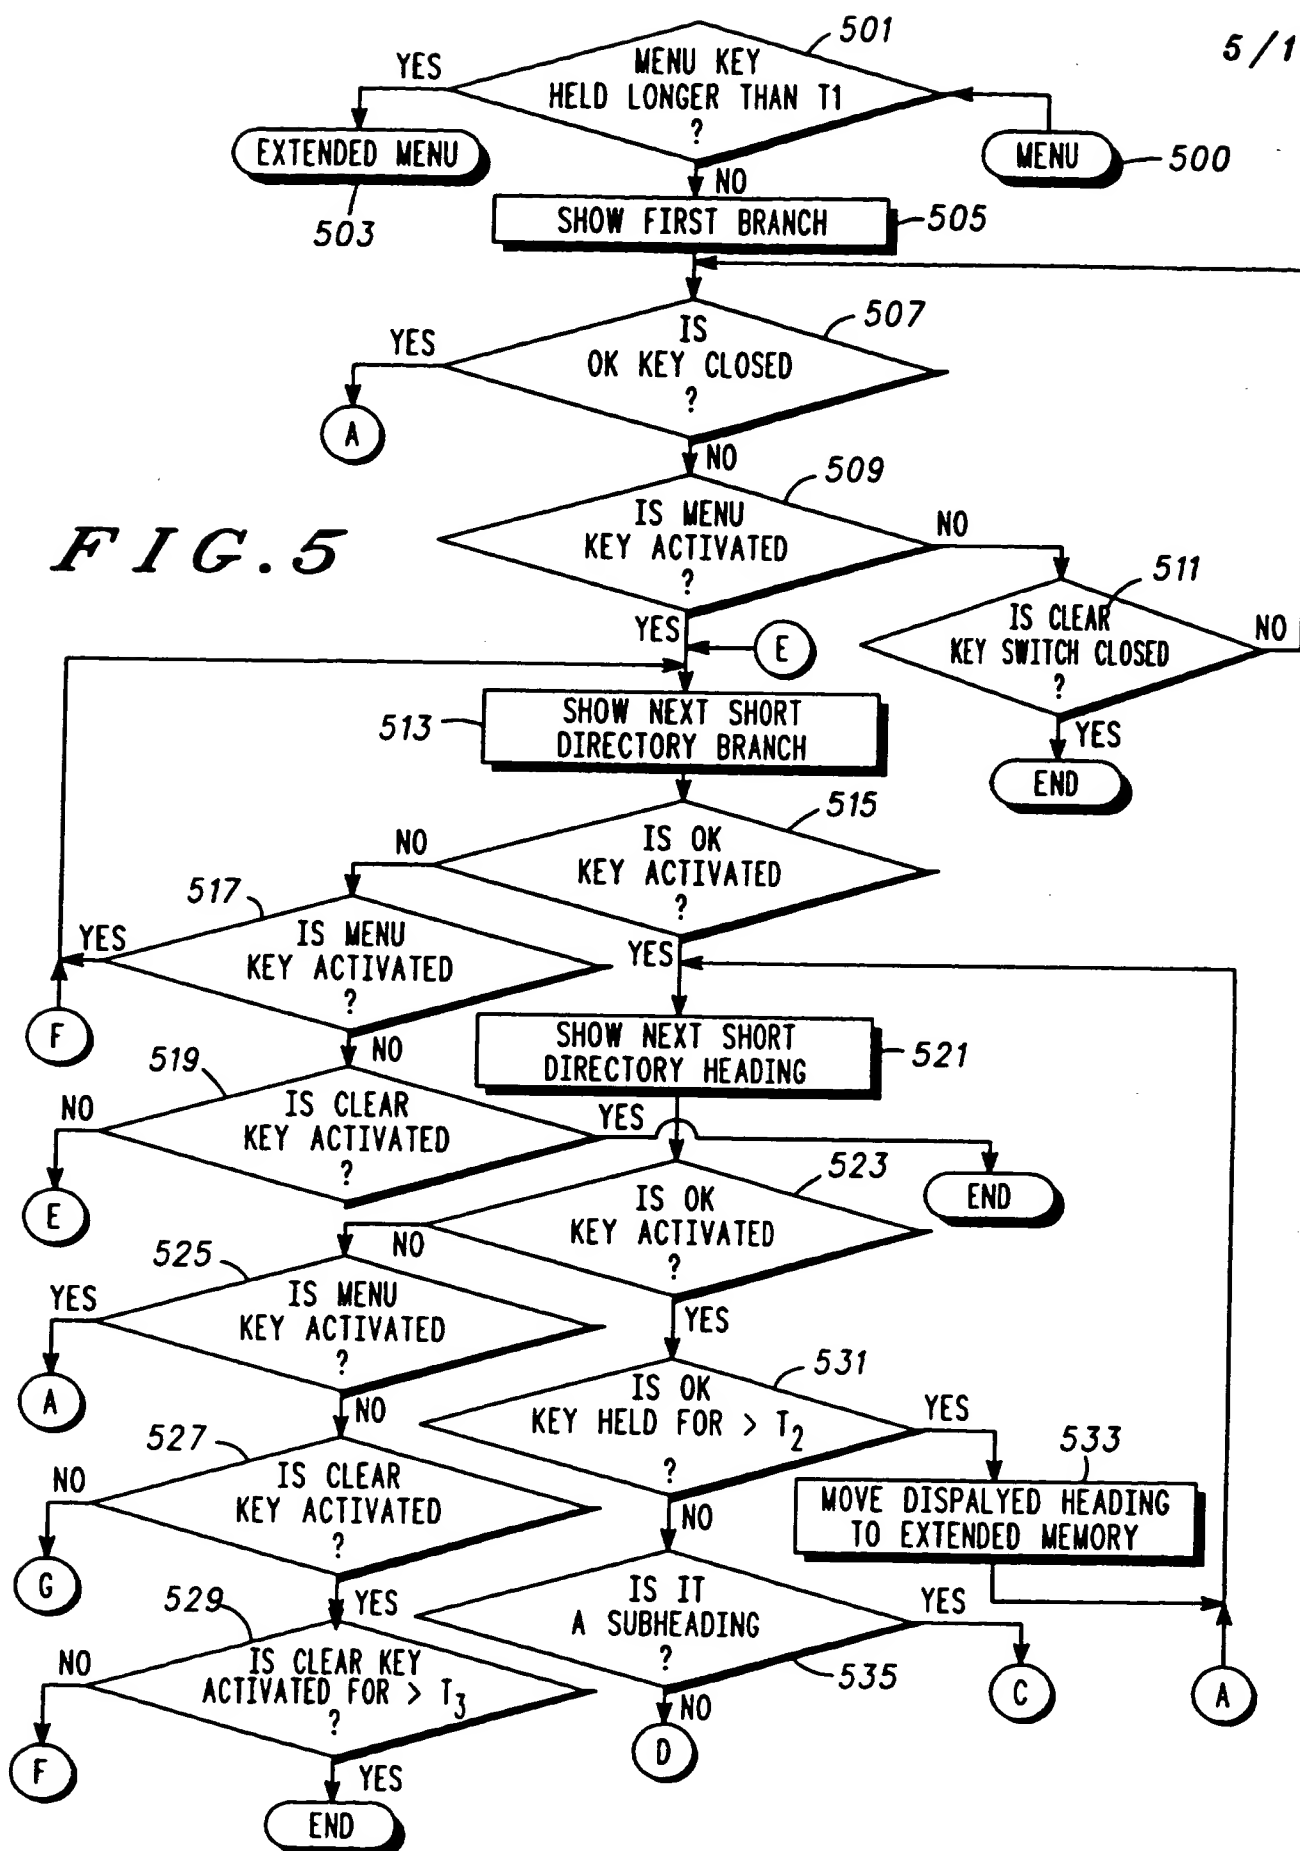 501
5/1
YES
MENU KEY
HELD LONGER THAN T1
?
EXTENDED MENU
MENU
500
NO
503
SHOW FIRST BRANCH
505
507
YES
IS
OK KEY CLOSED
?
A
NO
509
FIG. 5
IS MENU
KEY ACTIVATED
?
NO
511
IS CLEAR
KEY SWITCH CLOSED
?
NO
YES
E
YES
END
513
SHOW NEXT SHORT
DIRECTORY BRANCH
515
NO
IS OK
KEY ACTIVATED
?
517
YES
IS MENU
KEY ACTIVATED
?
YES
F
NO
SHOW NEXT SHORT
DIRECTORY HEADING
521
519
NO
IS CLEAR
KEY ACTIVATED
?
YES
E
END
523
IS OK
KEY ACTIVATED
?
NO
525
YES
IS MENU
KEY ACTIVATED
?
YES
A
NO
531
IS OK
KEY HELD FOR > T2
?
YES
527
NO
IS CLEAR
KEY ACTIVATED
?
533
MOVE DISPALYED HEADING
TO EXTENDED MEMORY
NO
G
YES
529
IS IT
A SUBHEADING
?
YES
535
NO
IS CLEAR KEY
ACTIVATED FOR > T3
?
NO
C
A
D
F
YES
END